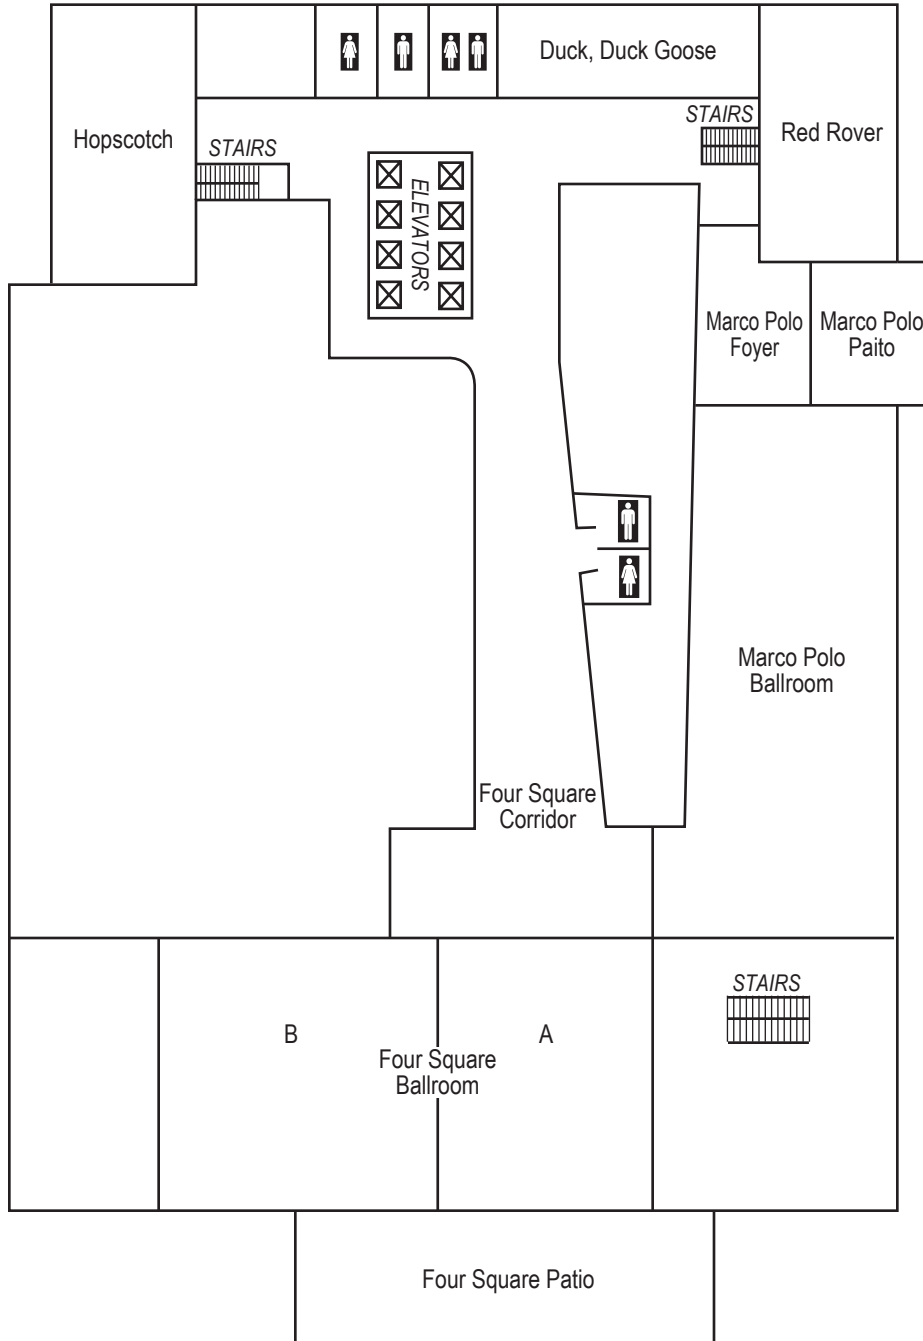 Duck, Duck Goose
Hopscotch
STAIRS
STAIRS
Red Rover
ELEVATORS
Marco Polo
Foyer
Marco Polo
Paito
Marco Polo
Ballroom
Four Square
Corridor
STAIRS
B
A
Four Square
Ballroom
Four Square Patio